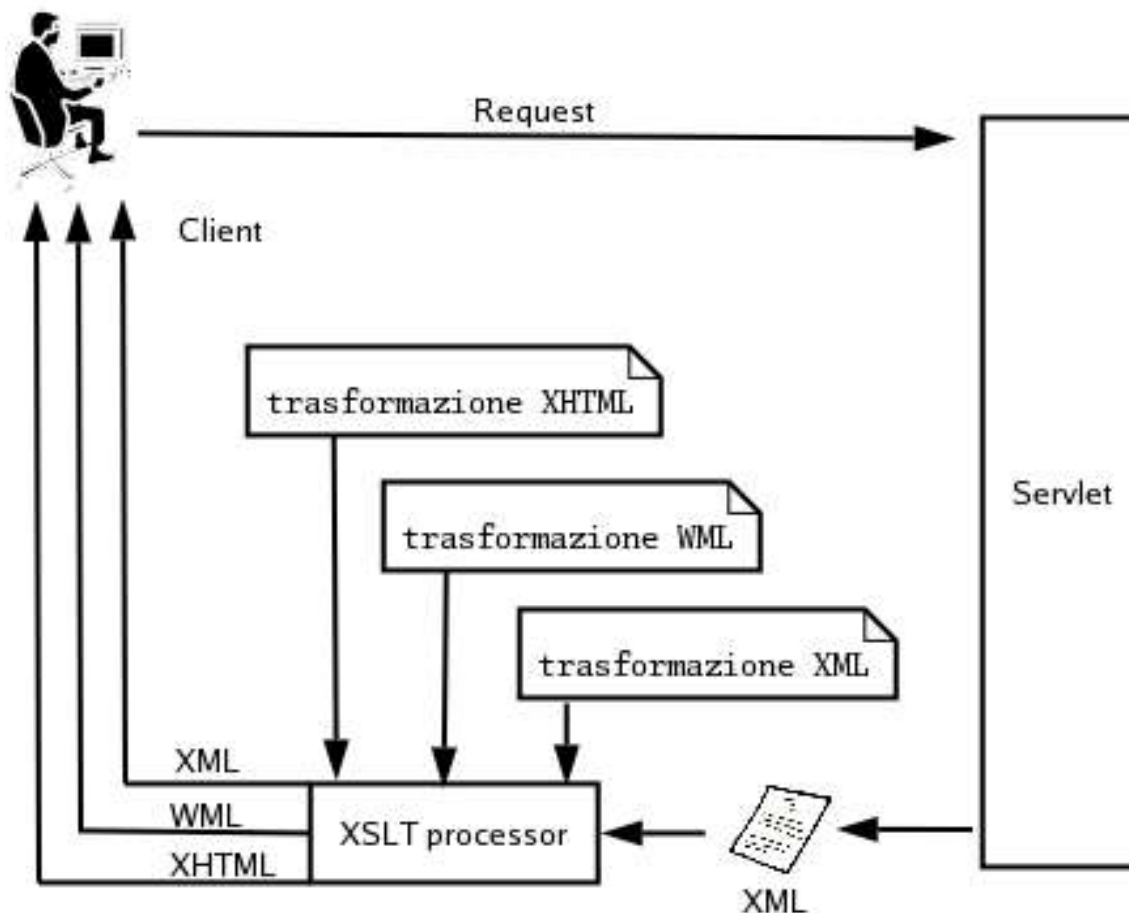 Request
Client
trasformazione XHTML
trasformazione WML
Servlet
trasformazione XML
XML
WML
XSLT processor
XHTML
XML